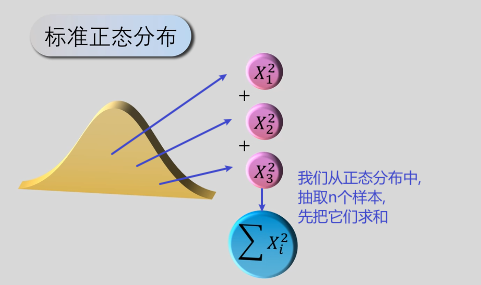 标准正态分布
$X_1^2$
+
$X_2^2$
+
$X_3^2$
我们从正态分布中,
抽取n个样本,
先把它们求和
$\sum X_i^2$